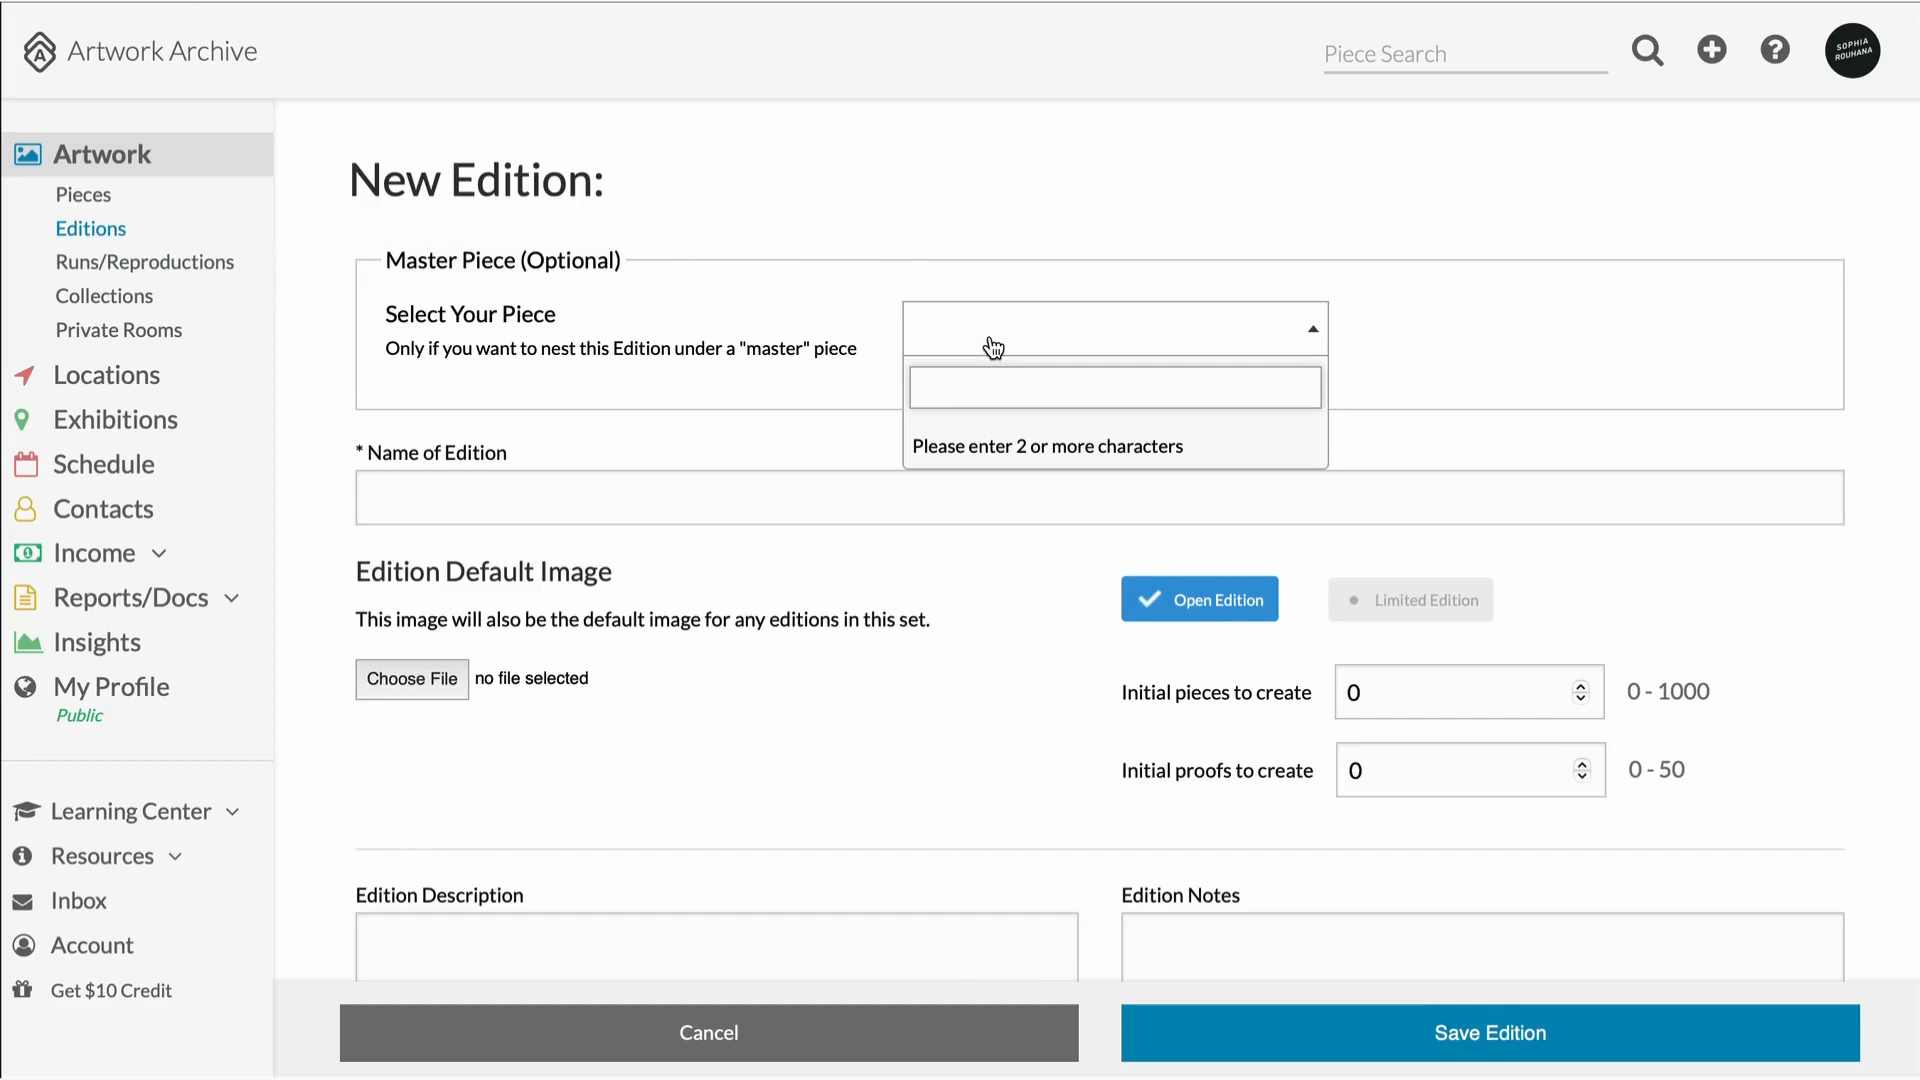 Artwork Archive
Piece Search
SOPHIA
ROUHANA
Artwork
Pieces
Editions
Runs/Reproductions
Collections
Private Rooms
Locations
Exhibitions
Schedule
Contacts
Income
Reports/Docs
Insights
My Profile
Public
Learning Center
Resources
Inbox
Account
Get $10 Credit
New Edition:
Master Piece (Optional)
Select Your Piece
Only if you want to nest this Edition under a "master" piece
Please enter 2 or more characters
* Name of Edition
Edition Default Image
This image will also be the default image for any editions in this set.
Choose File no file selected
Open Edition
Limited Edition
Initial pieces to create 0 0 - 1000
Initial proofs to create 0 0 - 50
Edition Description
Edition Notes
Cancel
Save Edition